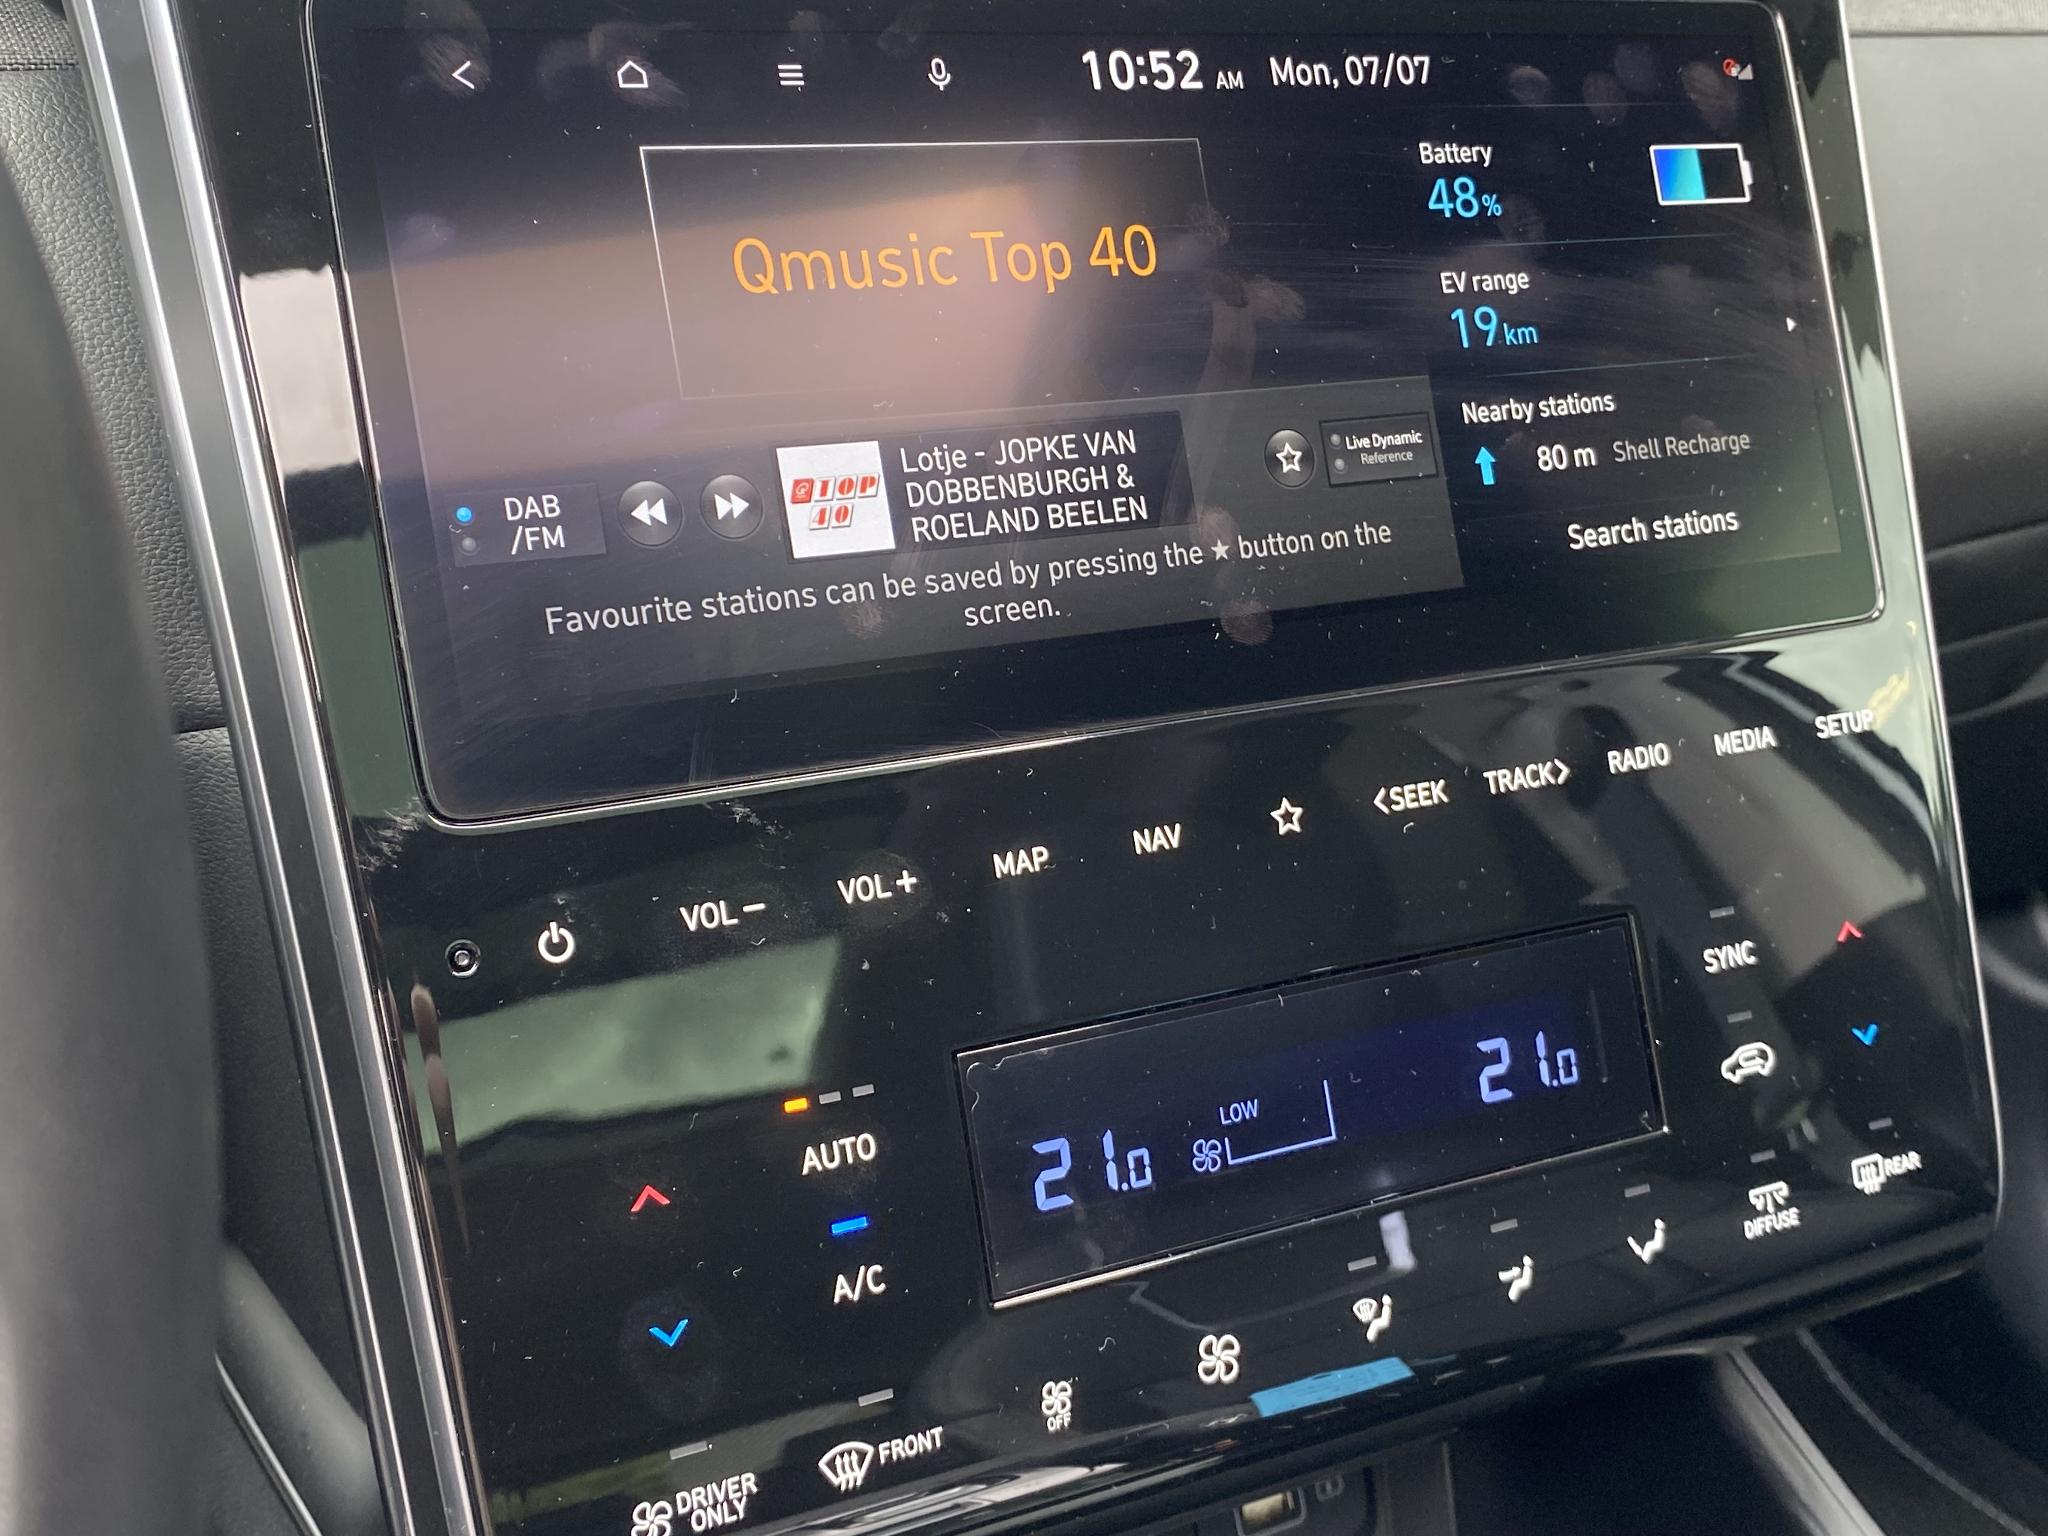 10:52 AM Mon, 07/07
Qmusic Top 40
Battery
48%
EV range
19 km
Nearby stations
80 m Shell Recharge
Search stations
DAB
/FM
TOP
40
Lotje - JOPKE VAN
DOBBENBURGH &
ROELAND BEELEN
Live Dynamic
Reference
Favourite stations can be saved by pressing the ★ button on the
screen.
VOL −
VOL +
MAP
NAV
<SEEK
TRACK>
RADIO
MEDIA
SETUP
AUTO
A/C
21.0
LOW
21.0
SYNC
DRIVER
ONLY
FRONT
OFF
DIFFUSE
REAR